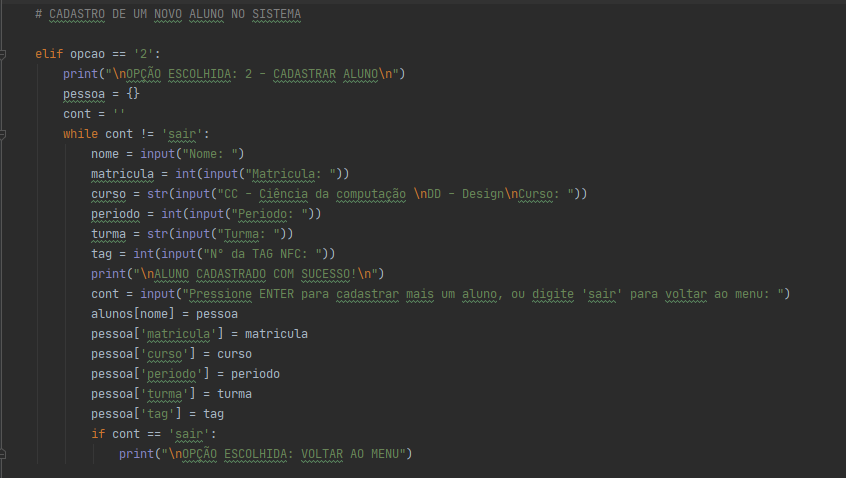 # CADASTRO DE UM NOVO ALUNO NO SISTEMA
elif opcao == '2':
print("\nOPÇÃO ESCOLHIDA: 2 - CADASTRAR ALUNO\n")
pessoa = {}
cont = ''
while cont != 'sair':
nome = input("Nome: ")
matricula = int(input("Matricula: "))
curso = str(input("CC - Ciência da computação \nDD - Design\nCurso: "))
periodo = int(input("Periodo: "))
turma = str(input("Turma: "))
tag = int(input("Nº da TAG NFC: "))
print("\nALUNO CADASTRADO COM SUCESSO!\n")
cont = input("Pressione ENTER para cadastrar mais um aluno, ou digite 'sair' para voltar ao menu: ")
alunos[nome] = pessoa
pessoa['matricula'] = matricula
pessoa['curso'] = curso
pessoa['periodo'] = periodo
pessoa['turma'] = turma
pessoa['tag'] = tag
if cont == 'sair':
print("\nOPÇÃO ESCOLHIDA: VOLTAR AO MENU")